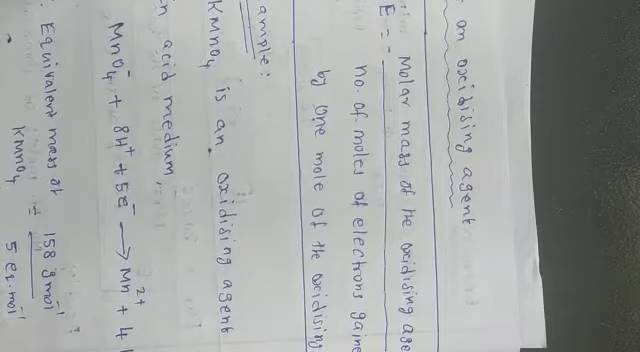 an oxidising agent
E = Molar mass of the oxidising age
no. of moles of electrons gaine
by one mole of the oxidising
ample:
KMnO₄ is an oxidising agent
n acid medium
MnO₄⁻ + 8H⁺ + 5e⁻ → Mn²⁺ + 4
Equivalent mass of
KMnO₄ = 158 g mol⁻¹
5 eq. mol⁻¹